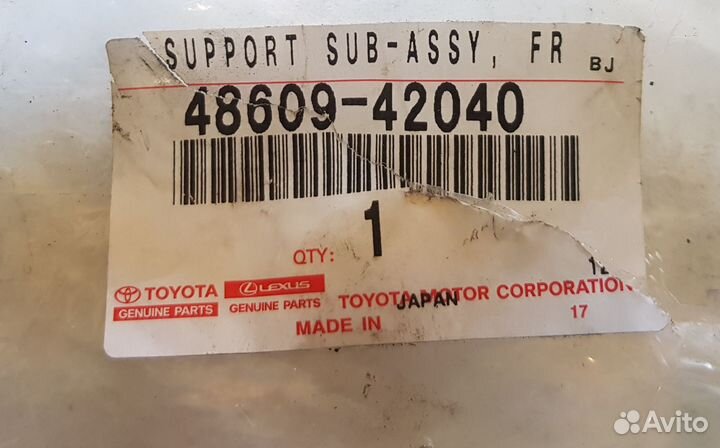 SUPPORT SUB-ASSY, FR BJ
48609-42040
QTY: 1
TOYOTA LEXUS
GENUINE PARTS GENUINE PARTS TOYOTA MOTOR CORPORATION
MADE IN JAPAN 17
Avito